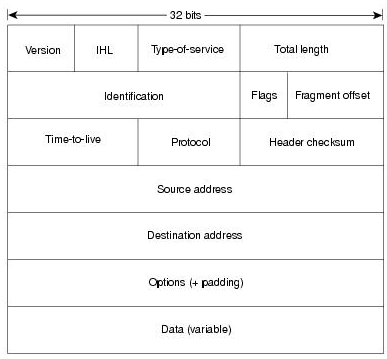 32 bits
Version IHL Type-of-service Total length
Identification Flags Fragment offset
Time-to-live Protocol Header checksum
Source address
Destination address
Options (+ padding)
Data (variable)